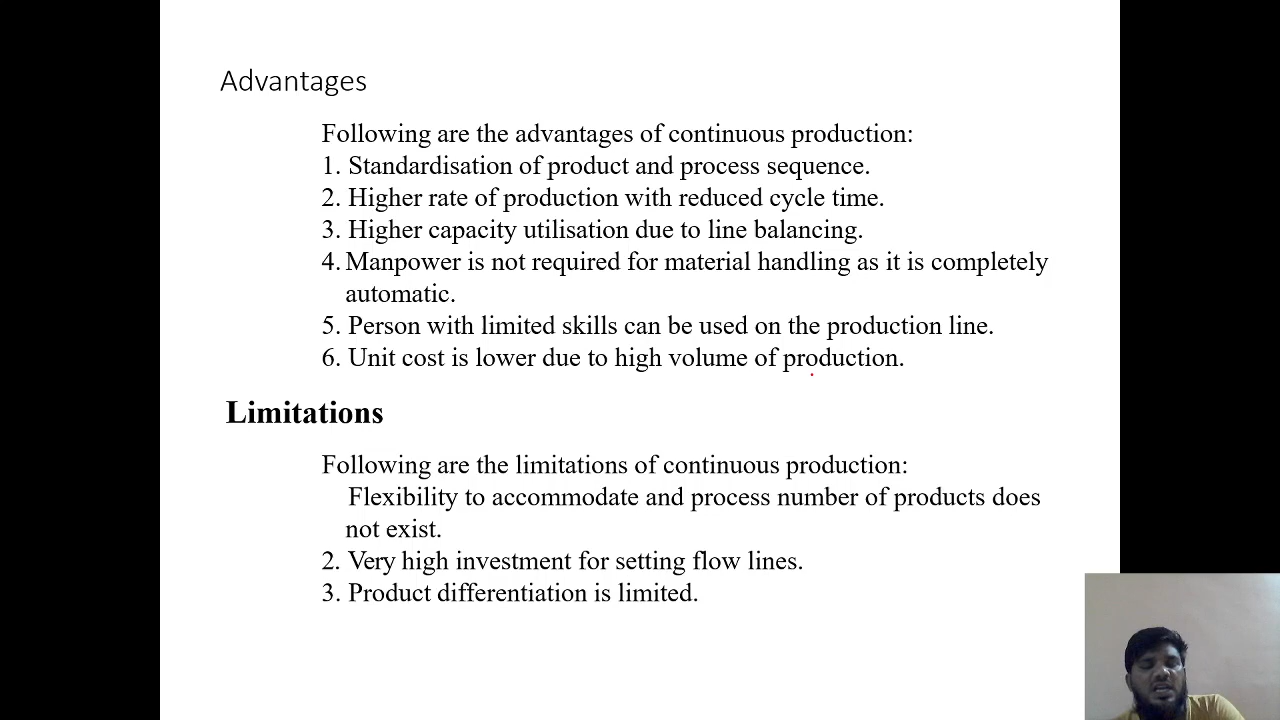 Advantages
Following are the advantages of continuous production:
1. Standardisation of product and process sequence.
2. Higher rate of production with reduced cycle time.
3. Higher capacity utilisation due to line balancing.
4. Manpower is not required for material handling as it is completely
automatic.
5. Person with limited skills can be used on the production line.
6. Unit cost is lower due to high volume of production.
Limitations
Following are the limitations of continuous production:
Flexibility to accommodate and process number of products does
not exist.
2. Very high investment for setting flow lines.
3. Product differentiation is limited.